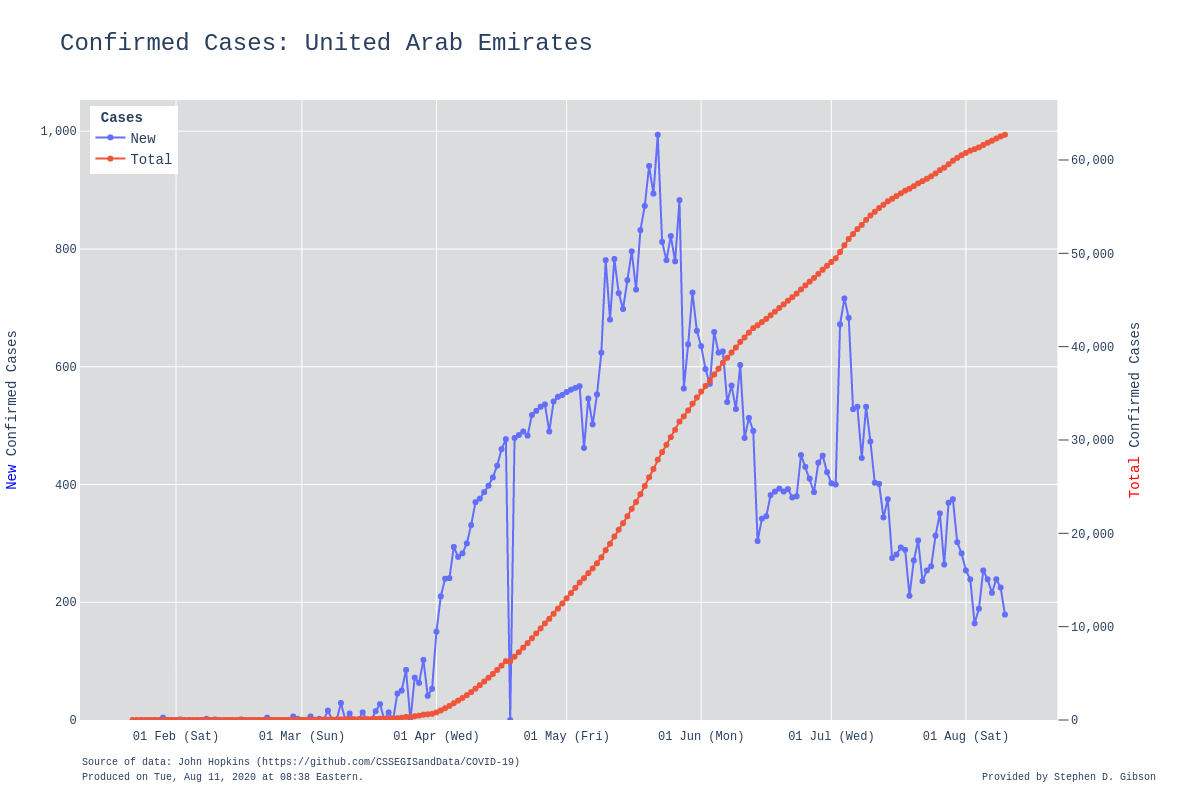 Confirmed Cases: United Arab Emirates
Cases
New
Total
1,000
800
600
400
200
0
60,000
50,000
40,000
30,000
20,000
10,000
0
New Confirmed Cases
Total Confirmed Cases
01 Feb (Sat)
01 Mar (Sun)
01 Apr (Wed)
01 May (Fri)
01 Jun (Mon)
01 Jul (Wed)
01 Aug (Sat)
Source of data: John Hopkins (https://github.com/CSSEGISandData/COVID-19)
Produced on Tue, Aug 11, 2020 at 08:38 Eastern.
Provided by Stephen D. Gibson